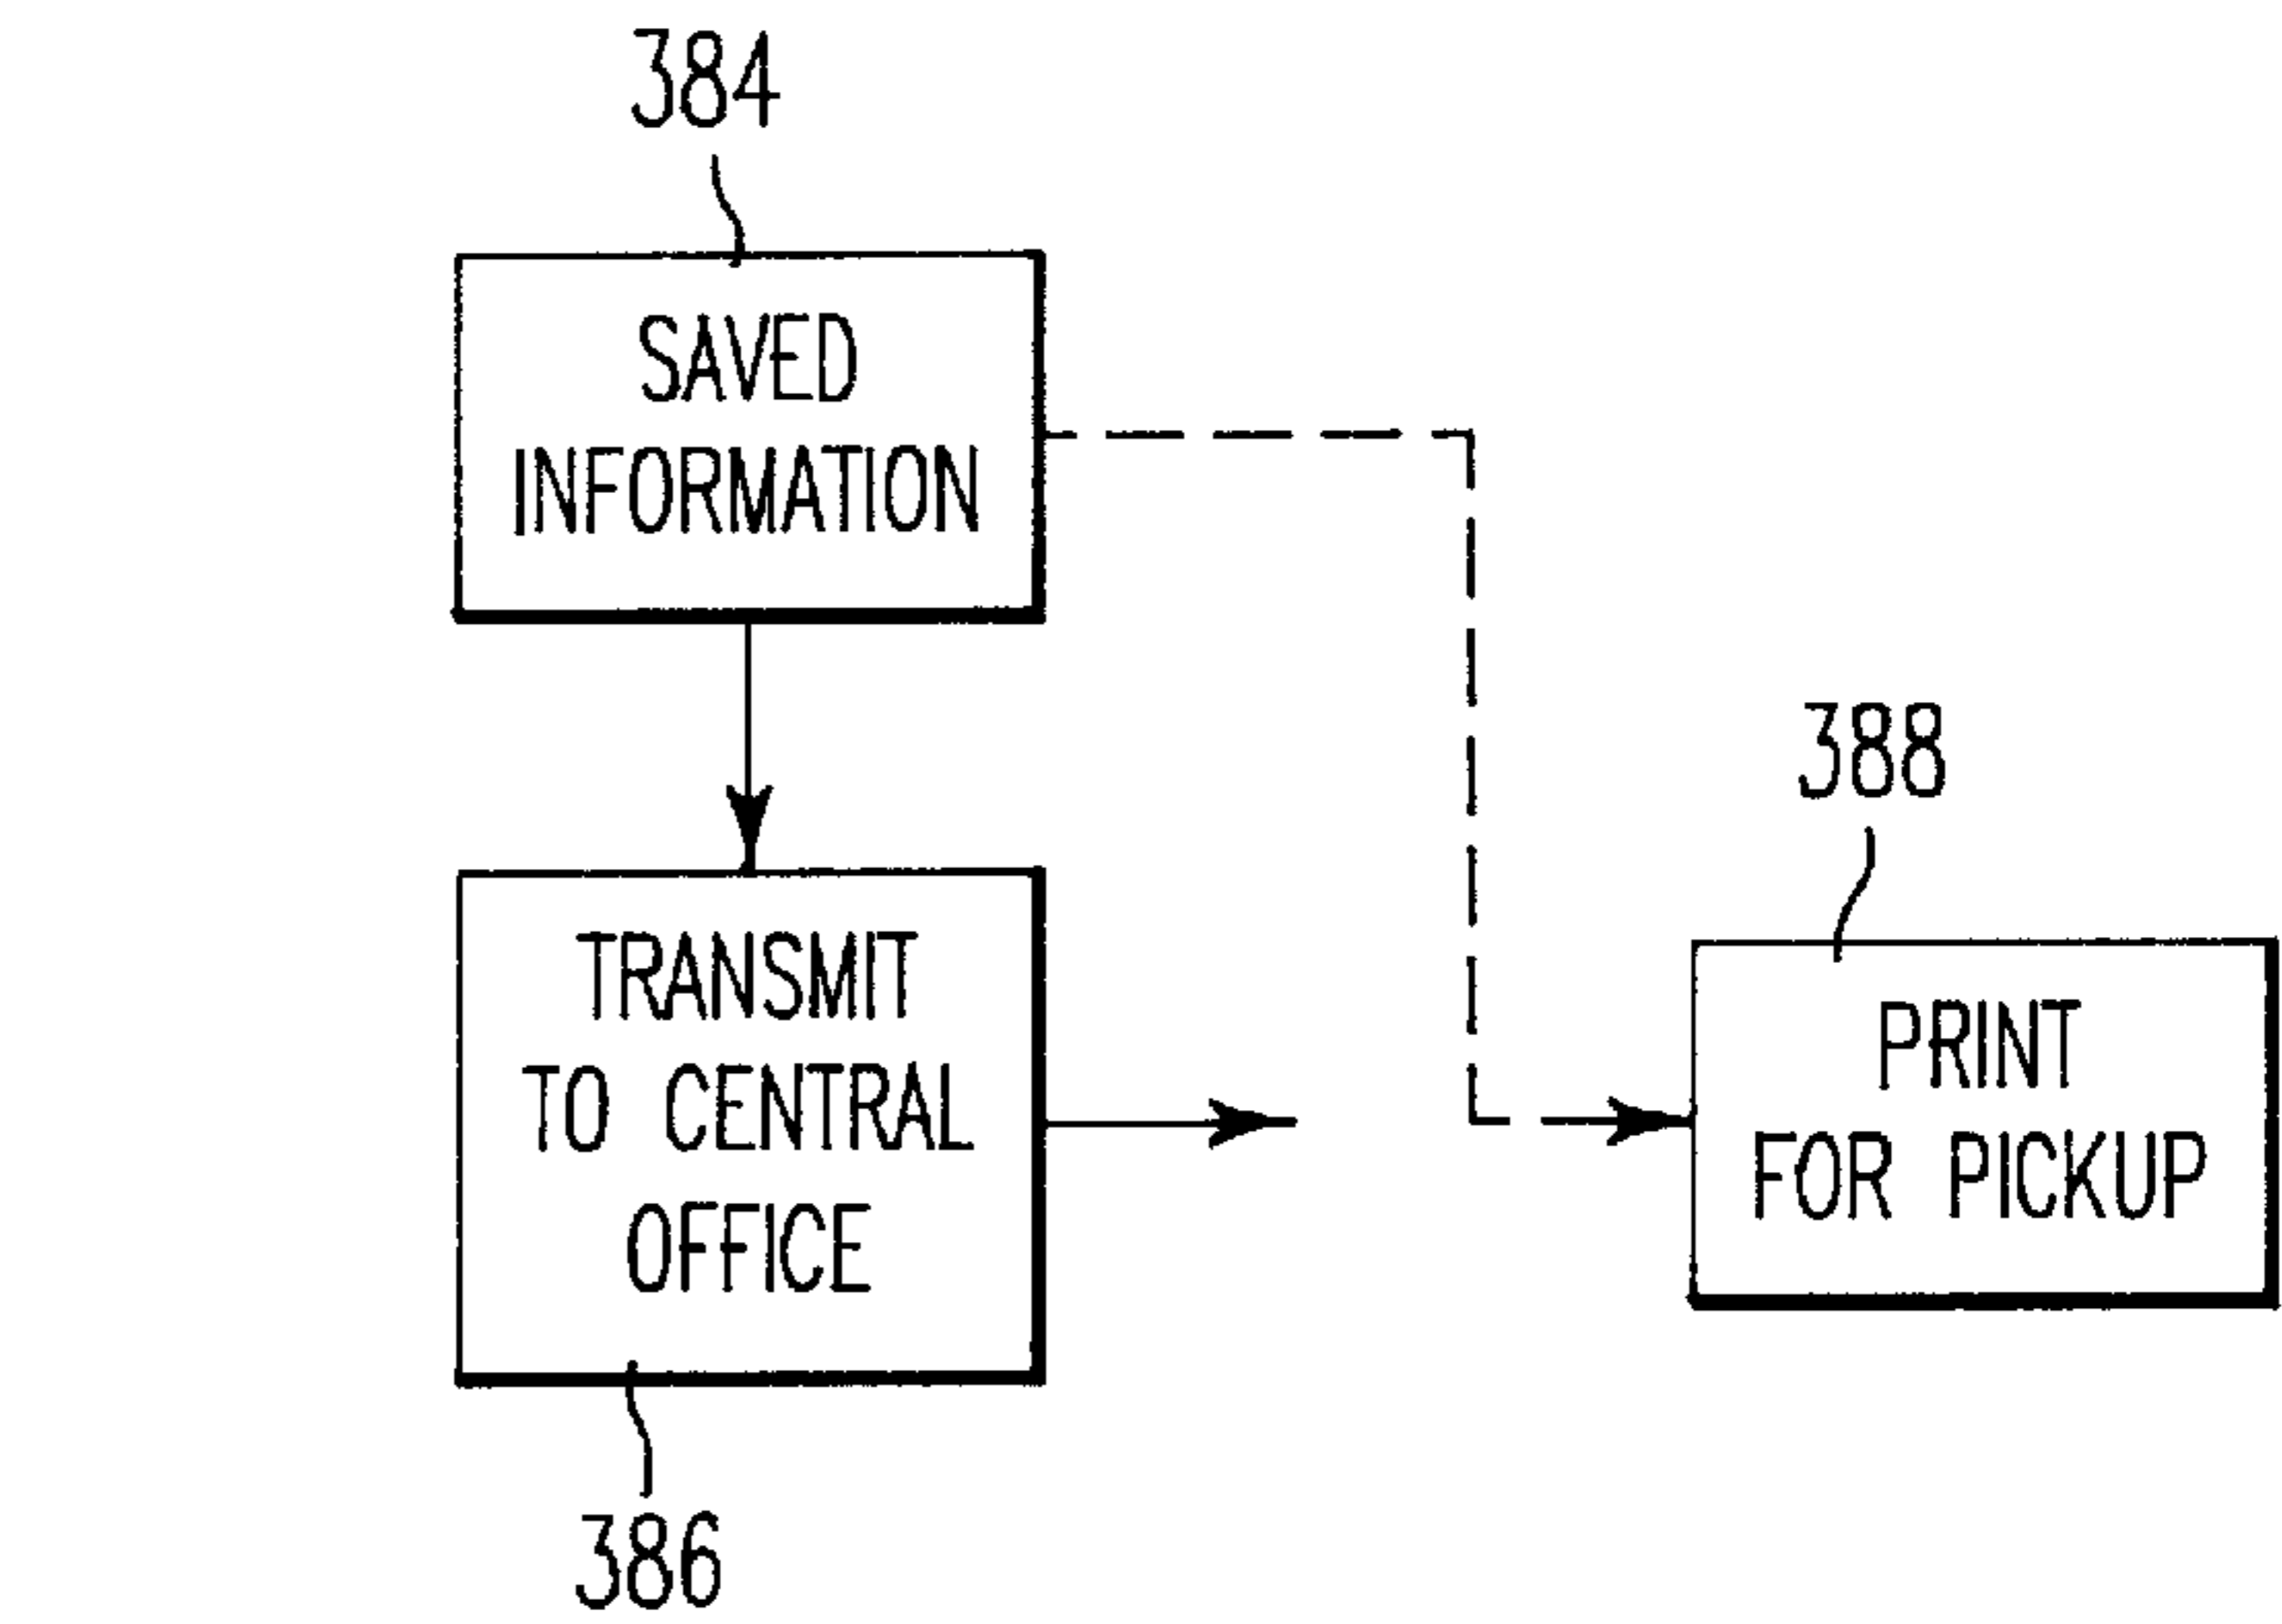 384
SAVED
INFORMATION
388
TRANSMIT
TO CENTRAL
OFFICE
PRINT
FOR PICKUP
386